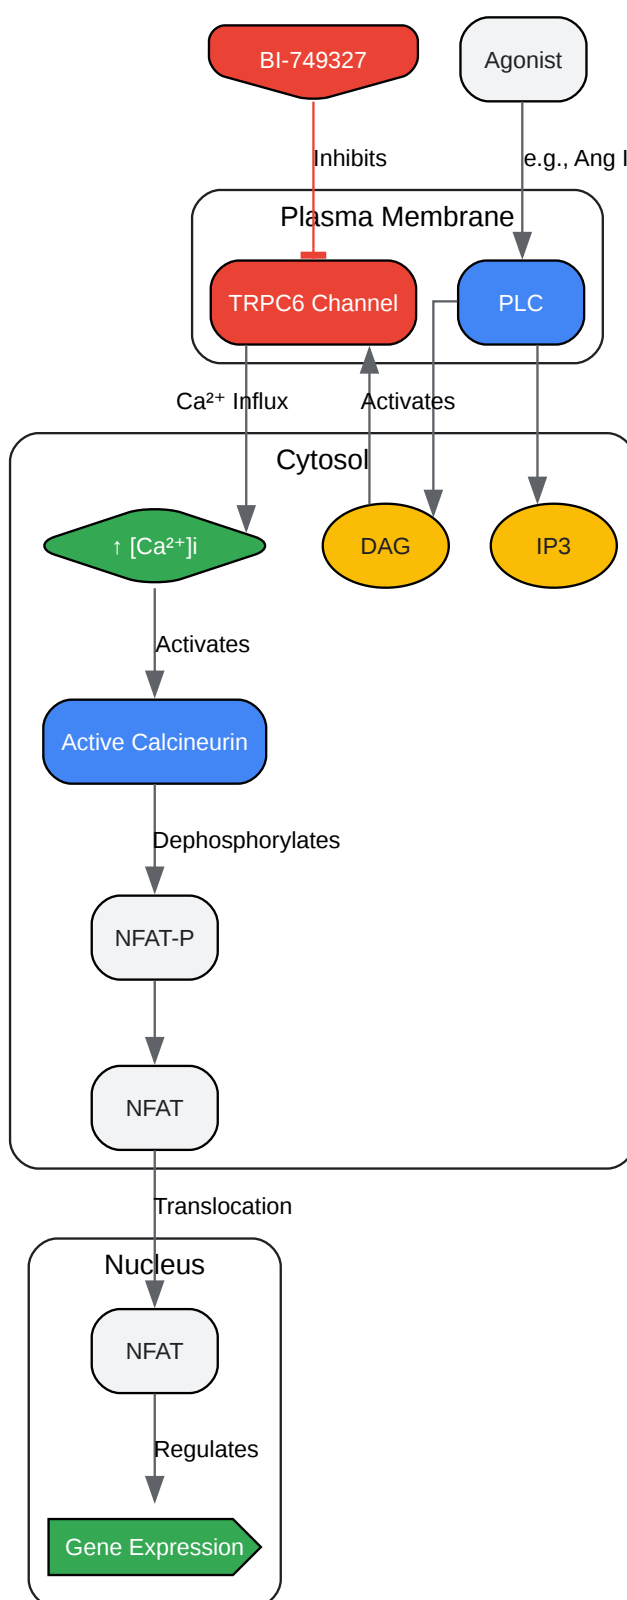 BI-749327
Agonist
Inhibits
e.g., Ang I
Plasma Membrane
TRPC6 Channel
PLC
Ca²⁺ Influx
Activates
Cytosol
↑ [Ca²⁺]i
DAG
IP3
Activates
Active Calcineurin
Dephosphorylates
NFAT-P
NFAT
Translocation
Nucleus
NFAT
Regulates
Gene Expression